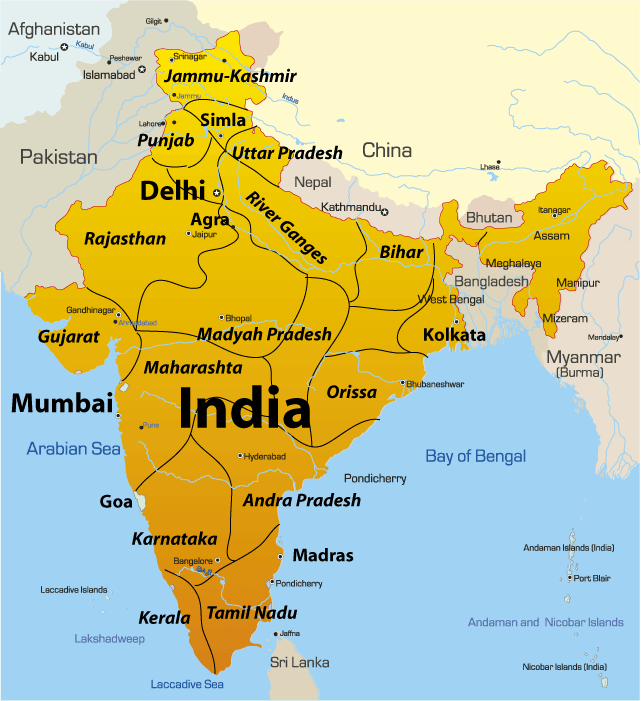 Gilgit
Afghanistan
Kabul
Kabul
Peshawar
Islamabad
Srinagar
Jammu-Kashmir
Jammu
Indus
Lahore
Simla
Punjab
Uttar Pradesh
China
Pakistan
Lhase
Nepal
Delhi
Kathmandu
River Ganges
Agra
Bhutan
Itanagar
Rajasthan
Jaipur
Bihar
Assam
Meghalaya
Bangladesh
Manipur
West Bengal
Gandhinagar
Ahmedabad
Bhopal
Mizeram
Gujarat
Madyah Pradesh
Kolkata
Mandalay
Maharashtra
Myanmar
(Burma)
Orissa
Bhubaneswar
Mumbai
India
Pune
Arabian Sea
Hyderabad
Bay of Bengal
Pondicherry
Goa
Andra Pradesh
Karnataka
Andaman Islands (India)
Bangalore
Madras
Port Blair
Pondicherry
Laccadive Islands
Kerala
Tamil Nadu
Andaman and Nicobar Islands
Lakshadweep
Jaffna
Sri Lanka
Nicobar Islands (India)
Laccadive Sea